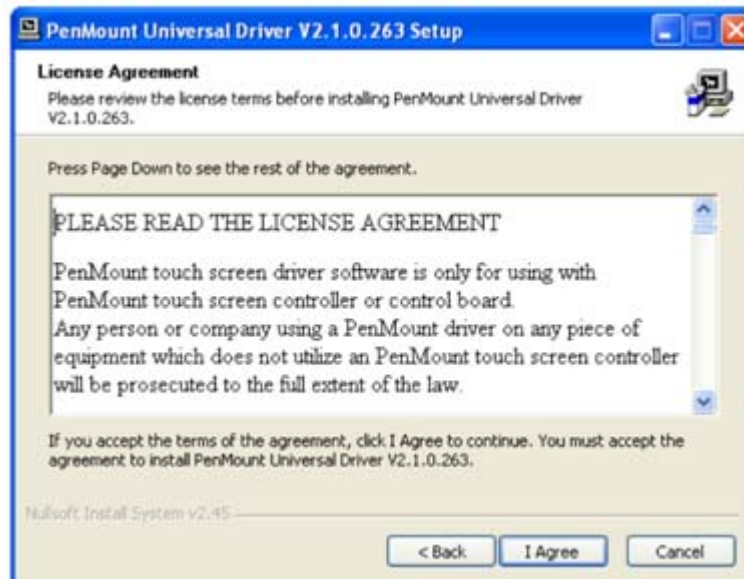 PenMount Universal Driver V2.1.0.263 Setup
License Agreement
Please review the license terms before installing PenMount Universal Driver
V2.1.0.263.
Press Page Down to see the rest of the agreement.
PLEASE READ THE LICENSE AGREEMENT
PenMount touch screen driver software is only for using with
PenMount touch screen controller or control board.
Any person or company using a PenMount driver on any piece of
equipment which does not utilize an PenMount touch screen controller
will be prosecuted to the full extent of the law.
If you accept the terms of the agreement, click I Agree to continue. You must accept the
agreement to install PenMount Universal Driver V2.1.0.263.
Nullsoft Install System v2.45
< Back I Agree Cancel